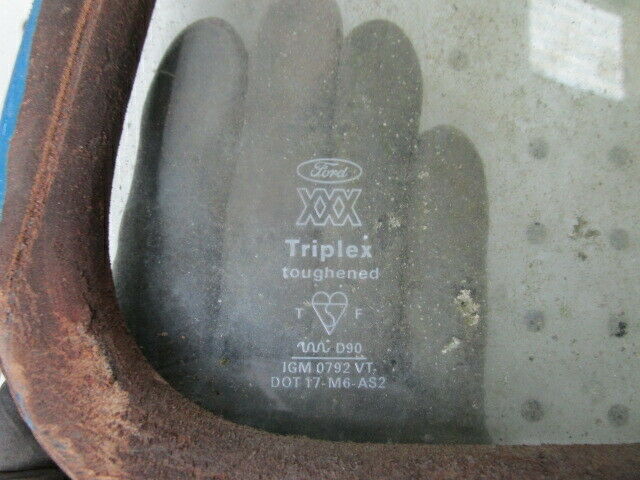 Ford
XXX
Triplex
toughened
T F
D90
IGM 0792 VT
DOT 17-M6-AS2